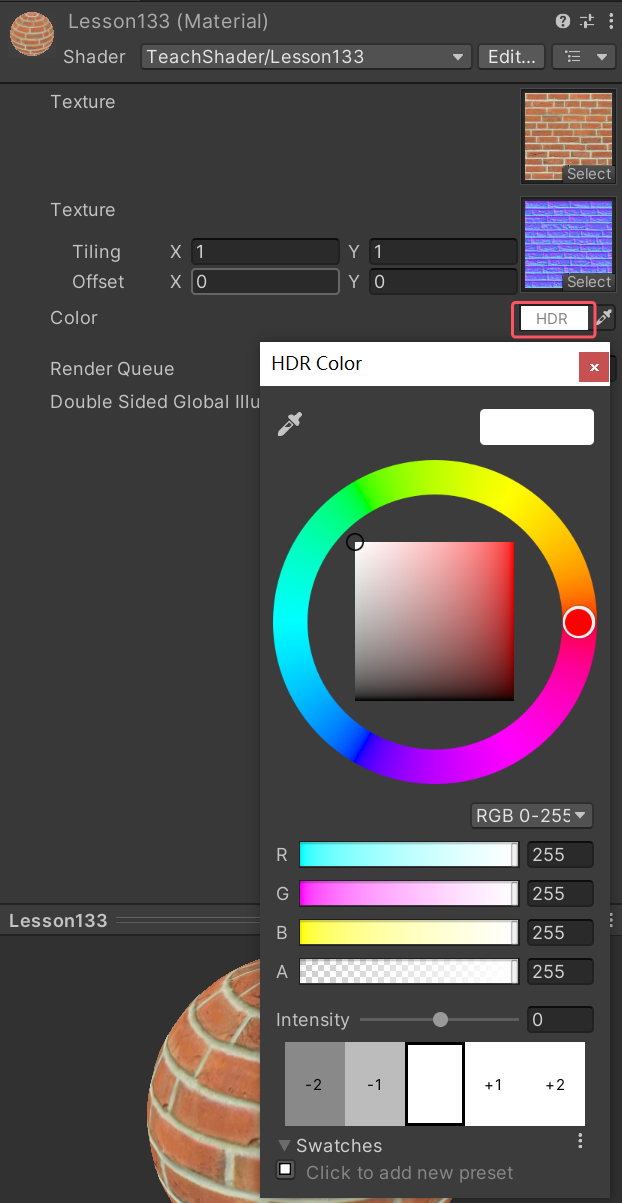 Lesson133 (Material)
Shader TeachShader/Lesson133 Edit...
Texture
Select
Texture
Select
Tiling X 1 Y 1
Offset X 0 Y 0
Color HDR
Render Queue
Double Sided Global Illu
HDR Color
x
RGB 0-255
R 255
G 255
B 255
A 255
Intensity 0
-2 -1 +1 +2
Swatches
Click to add new preset
Lesson133